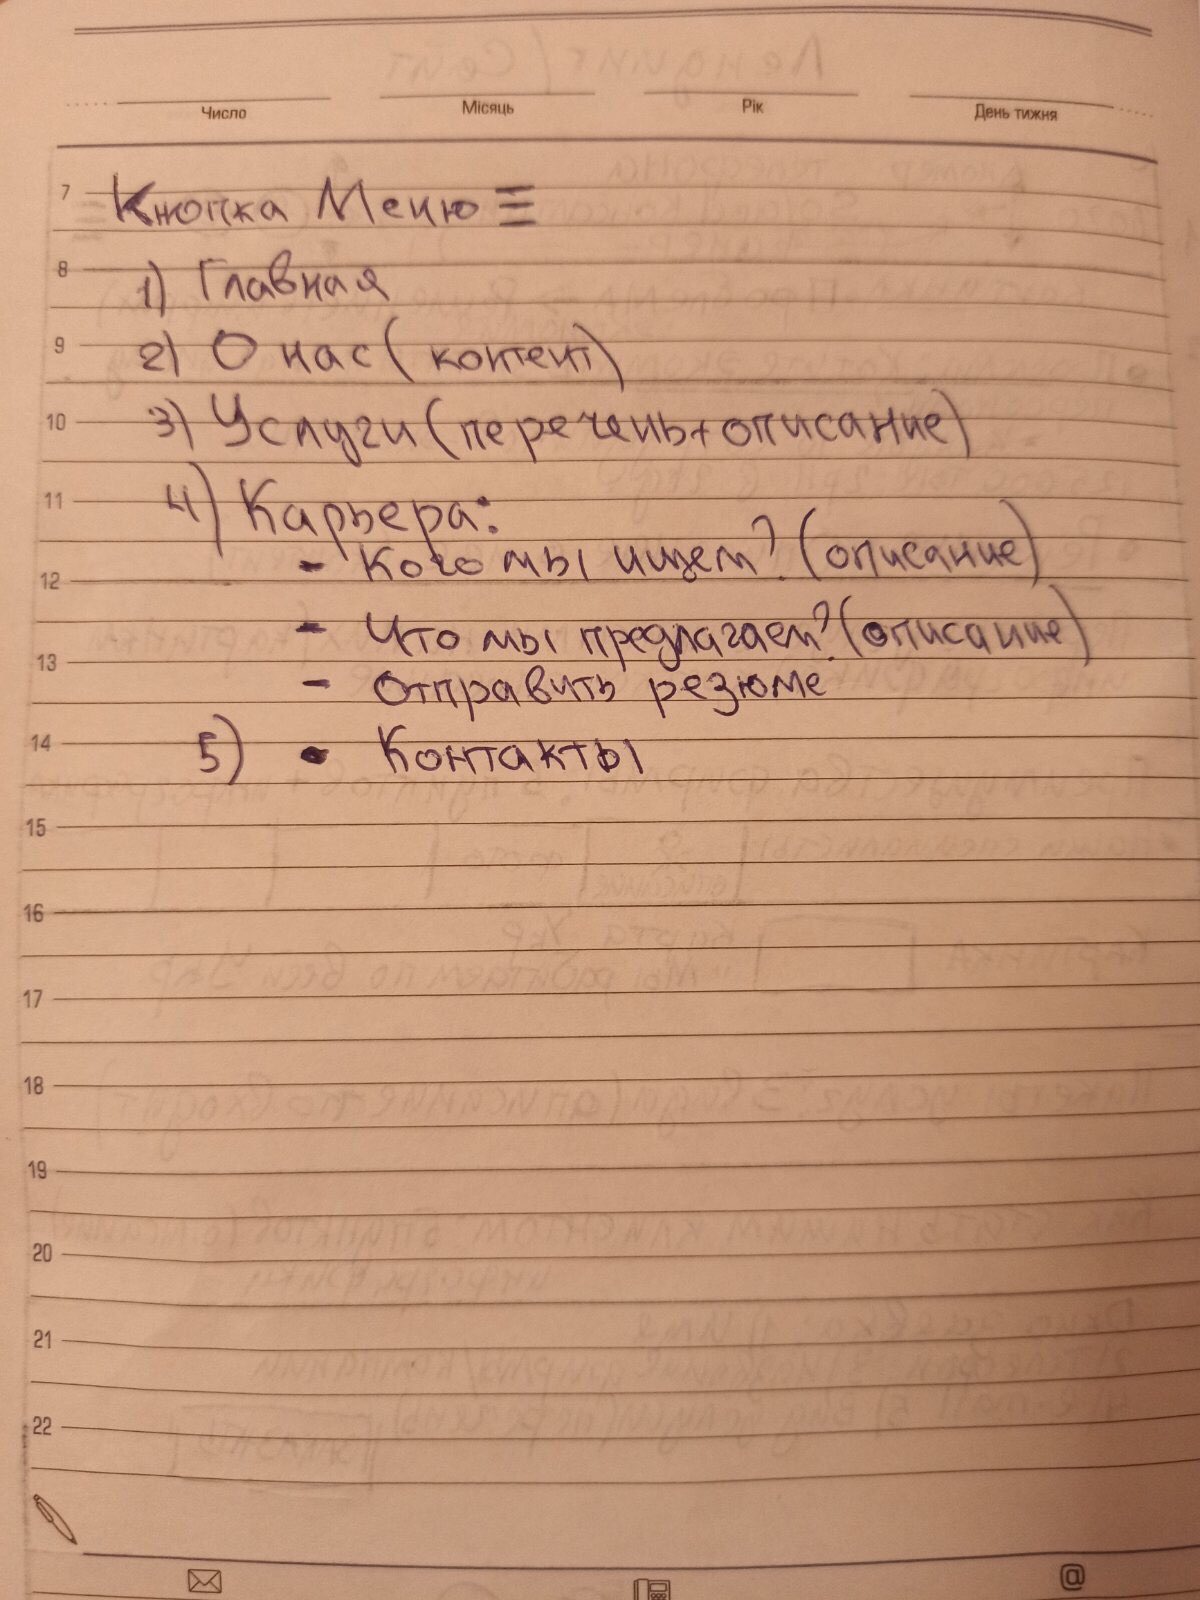 Число Місяць Рік День тижня
7 Кнопка Меню ☰
8 1) Главная
9 2) О нас (контент)
10 3) Услуги (перечень + описание)
11 4) Карьера:
- Кого мы ищем? (описание)
12
- Что мы предлагаем? (описание)
13 - Отправить резюме
14 5) • Контакты
15
16
17
18
19
20
21
22
@